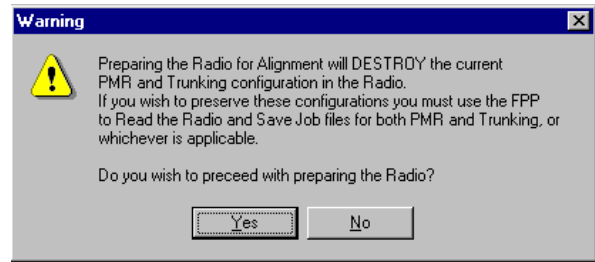 Warning
Preparing the Radio for Alignment will DESTROY the current
PMR and Trunking configuration in the Radio.
If you wish to preserve these configurations you must use the FPP
to Read the Radio and Save Job files for both PMR and Trunking, or
whichever is applicable.
Do you wish to preceed with preparing the Radio?
Yes No